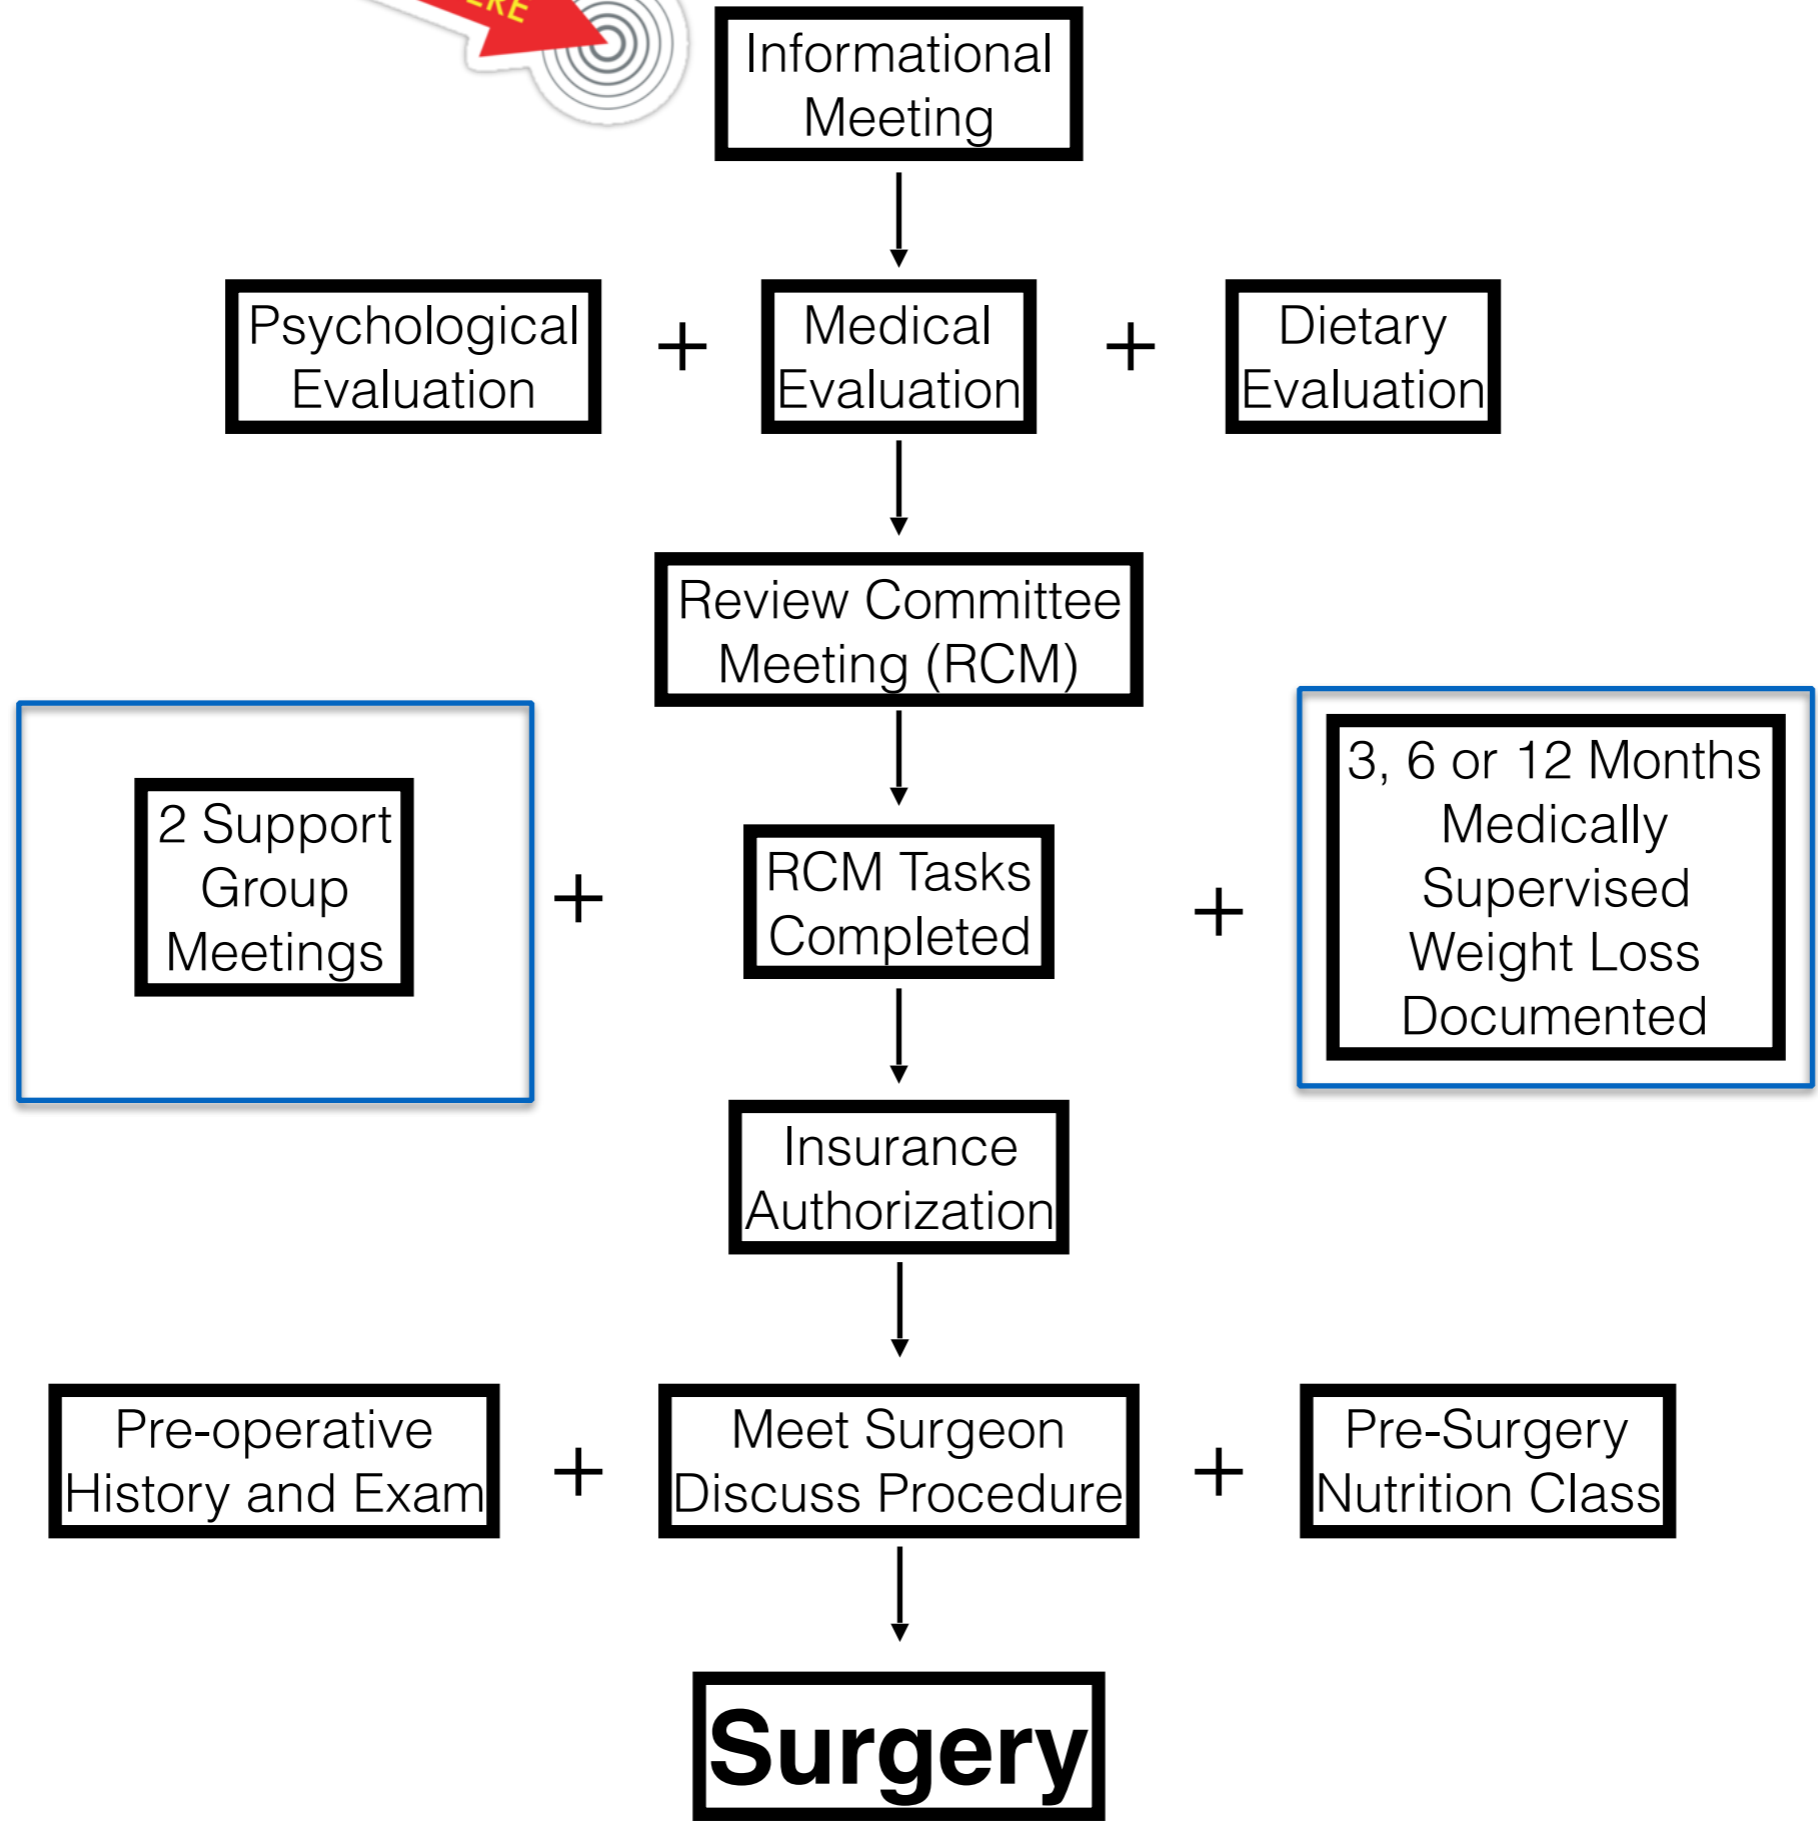 Informational
Meeting
Psychological
Evaluation
+
Medical
Evaluation
+
Dietary
Evaluation
Review Committee
Meeting (RCM)
2 Support
Group
Meetings
+
RCM Tasks
Completed
+
3, 6 or 12 Months
Medically
Supervised
Weight Loss
Documented
Insurance
Authorization
Pre-operative
History and Exam
+
Meet Surgeon
Discuss Procedure
+
Pre-Surgery
Nutrition Class
Surgery